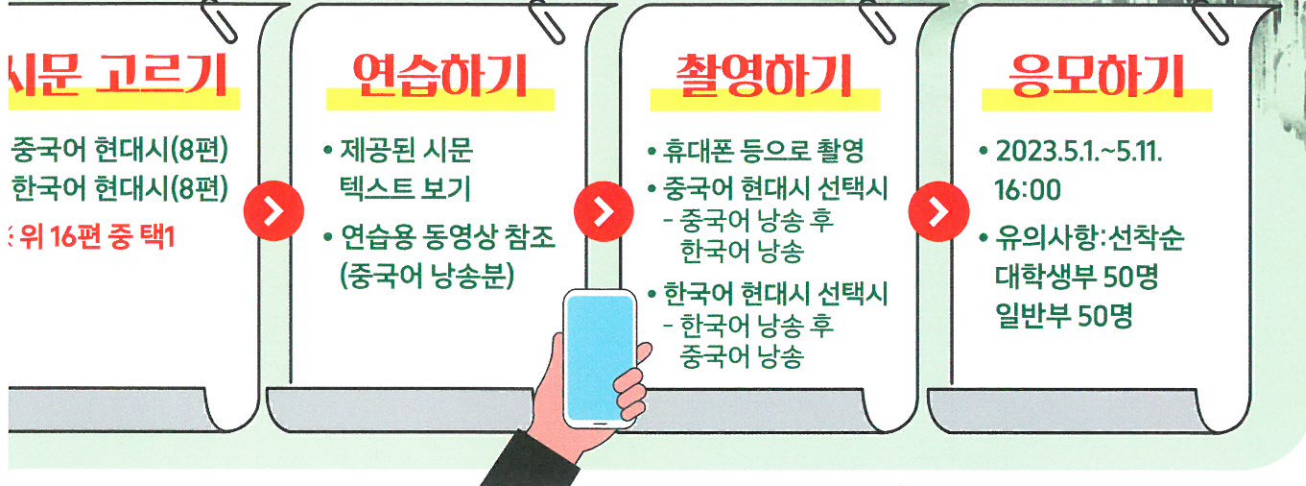 시문 고르기
중국어 현대시(8편)
한국어 현대시(8편)
※ 위 16편 중 택1
연습하기
• 제공된 시문
텍스트 보기
• 연습용 동영상 참조
(중국어 낭송분)
촬영하기
• 휴대폰 등으로 촬영
• 중국어 현대시 선택시
- 중국어 낭송 후
한국어 낭송
• 한국어 현대시 선택시
- 한국어 낭송 후
중국어 낭송
응모하기
• 2023.5.1.~5.11.
16:00
• 유의사항:선착순
대학생부 50명
일반부 50명